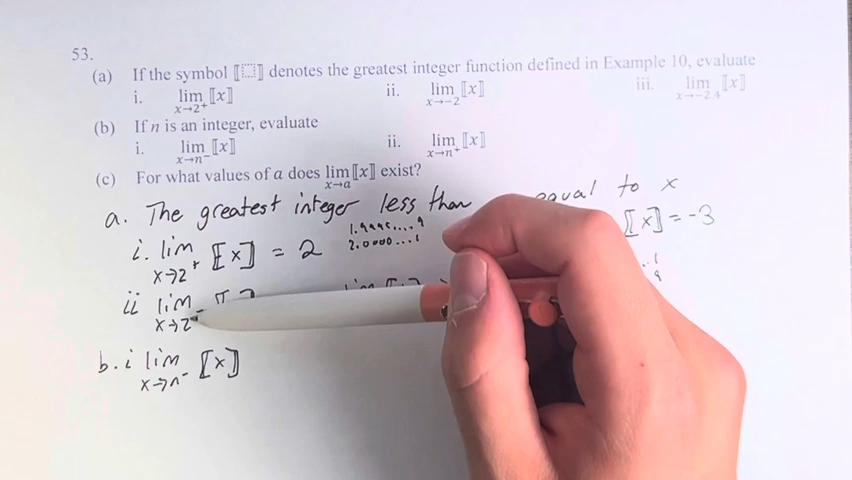 53.
(a) If the symbol ⟦⬚⟧ denotes the greatest integer function defined in Example 10, evaluate
i. lim x→2⁺ ⟦x⟧ ii. lim x→−2 ⟦x⟧ iii. lim x→−2.4 ⟦x⟧
(b) If n is an integer, evaluate
i. lim x→n⁻ ⟦x⟧ ii. lim x→n⁺ ⟦x⟧
(c) For what values of a does lim x→a ⟦x⟧ exist?
a. The greatest integer less than equal to x
i. lim x→2⁺ ⟦x⟧ = 2 1.9999....9 ⟦x⟧ = -3
2.0000...1
ii lim x→2⁻
b. i lim x→n⁻ ⟦x⟧